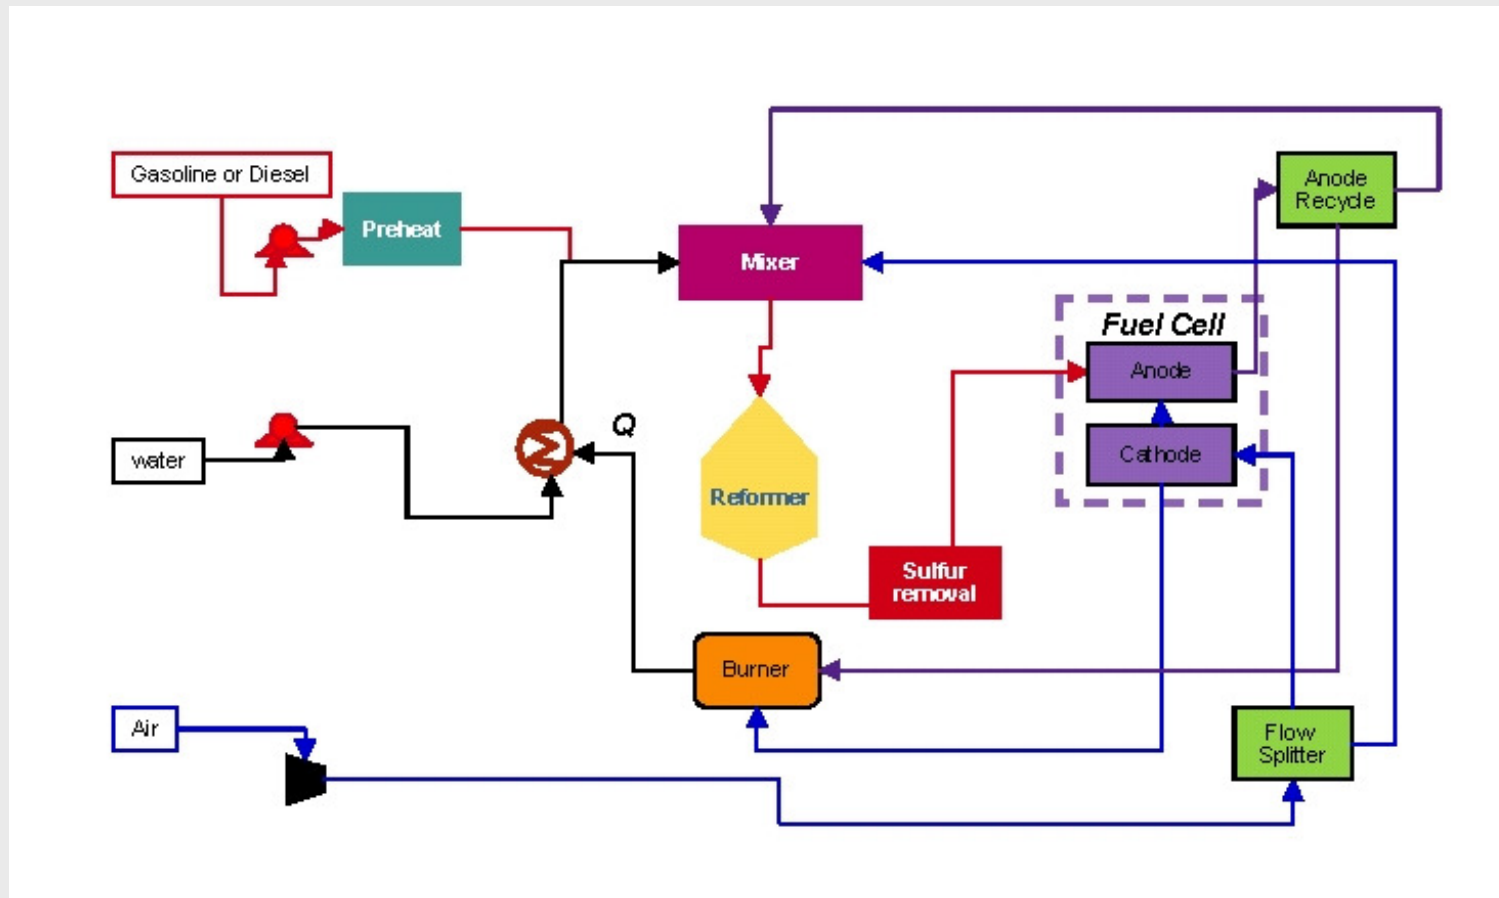 Gasoline or Diesel
Preheat
Anode
Recycle
Mixer
Fuel Cell
Anode
Q
water
Cathode
Reformer
Sulfur
removal
Burner
Air
Flow
Splitter